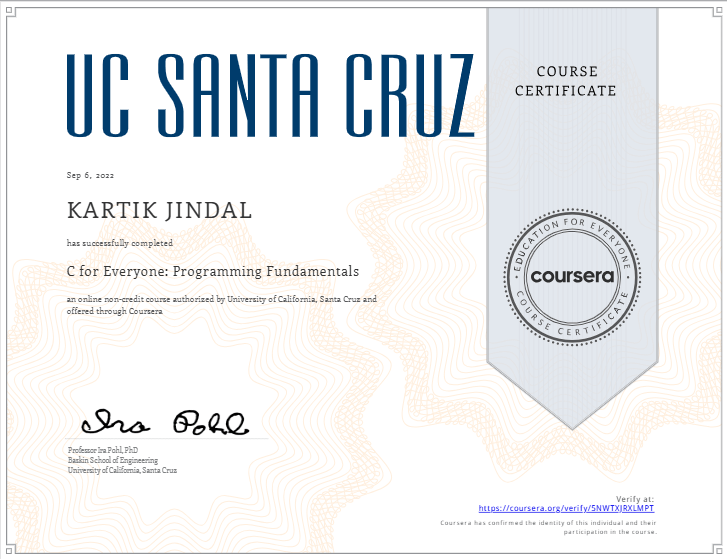 UC SANTA CRUZ
COURSE
CERTIFICATE
Sep 6, 2022
KARTIK JINDAL
has successfully completed
C for Everyone: Programming Fundamentals
an online non-credit course authorized by University of California, Santa Cruz and
offered through Coursera
EDUCATION FOR EVERYONE
coursera
COURSE CERTIFICATE
Ira Pohl
Professor Ira Pohl, PhD
Baskin School of Engineering
University of California, Santa Cruz
Verify at:
https://coursera.org/verify/5NWTXJRXLMPT
Coursera has confirmed the identity of this individual and their
participation in the course.